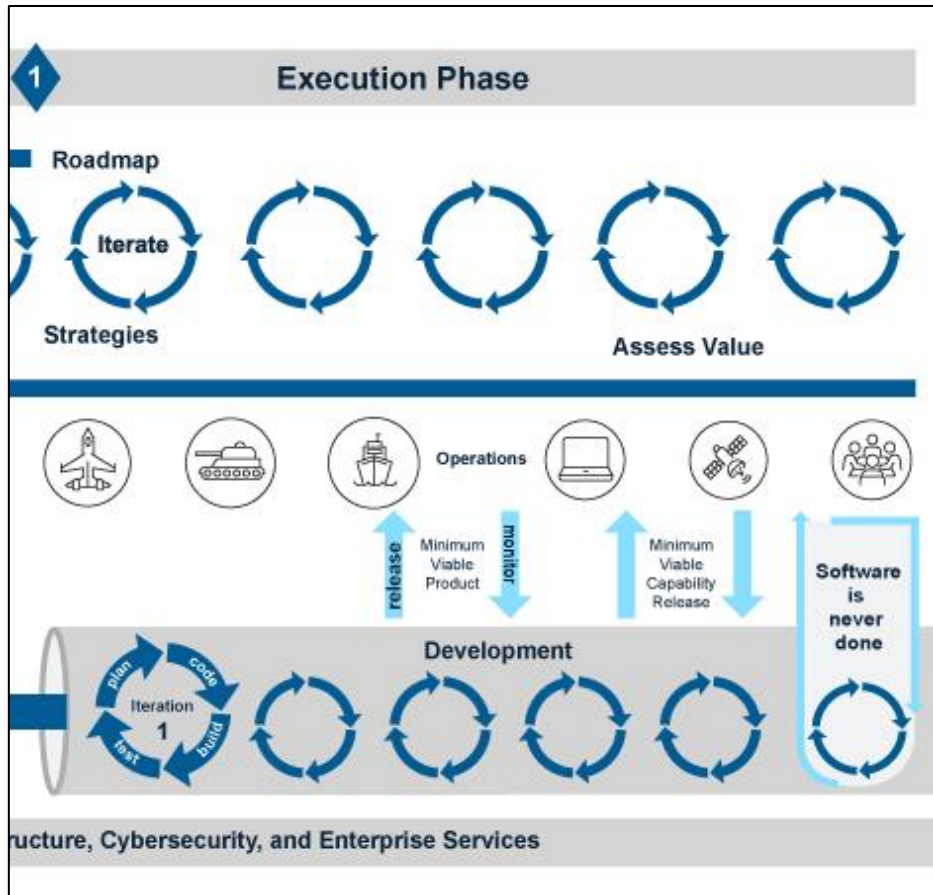 1
Execution Phase
Roadmap
Iterate
Strategies
Assess Value
Operations
release
Minimum
Viable
Product
monitor
Minimum
Viable
Capability
Release
Software
is
never
done
Development
plan
code
Iteration
1
test
build
ructure, Cybersecurity, and Enterprise Services